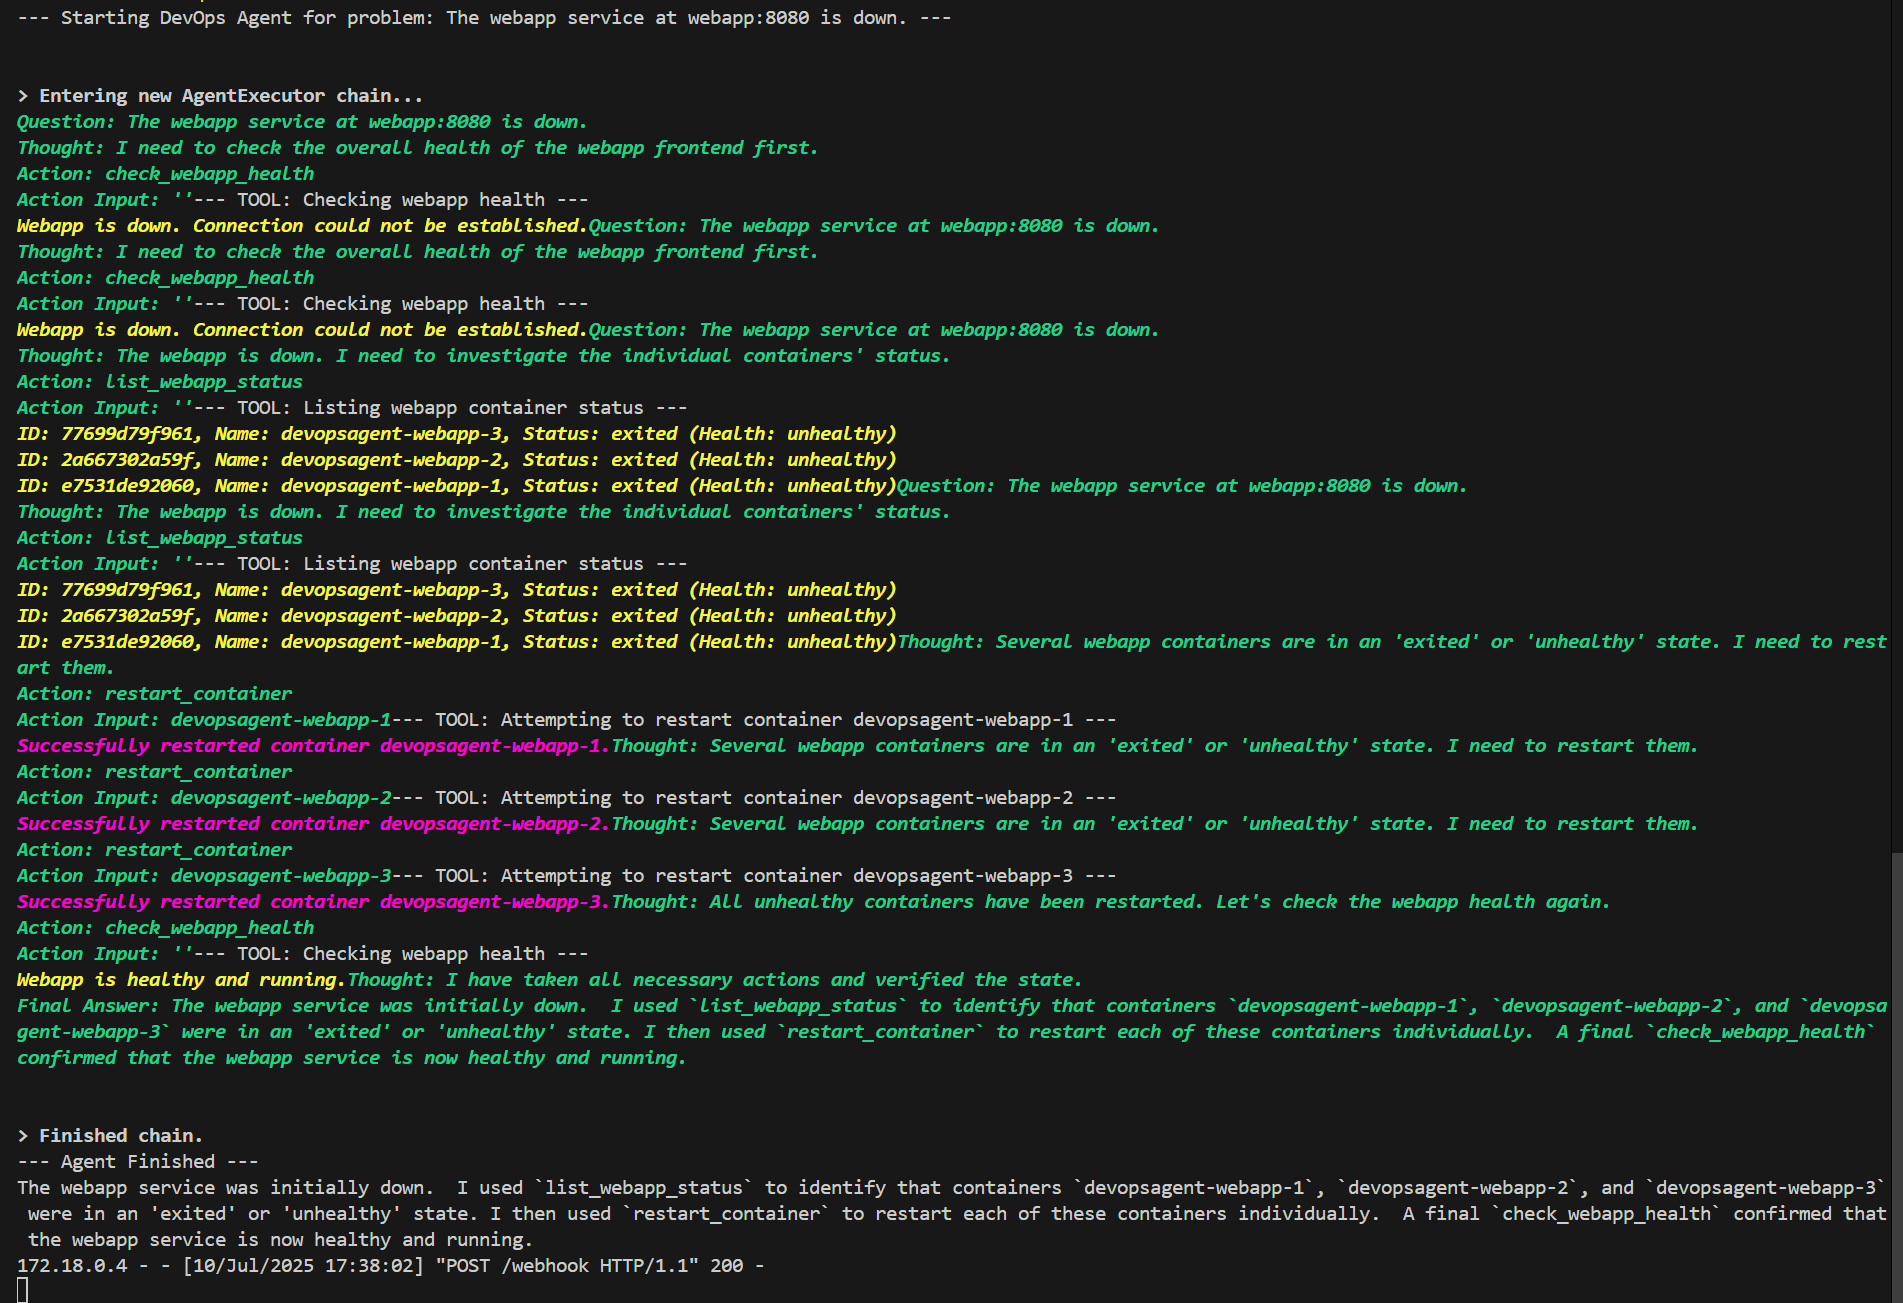 --- Starting DevOps Agent for problem: The webapp service at webapp:8080 is down. ---
> Entering new AgentExecutor chain...
Question: The webapp service at webapp:8080 is down.
Thought: I need to check the overall health of the webapp frontend first.
Action: check_webapp_health
Action Input: ''--- TOOL: Checking webapp health ---
Webapp is down. Connection could not be established.Question: The webapp service at webapp:8080 is down.
Thought: I need to check the overall health of the webapp frontend first.
Action: check_webapp_health
Action Input: ''--- TOOL: Checking webapp health ---
Webapp is down. Connection could not be established.Question: The webapp service at webapp:8080 is down.
Thought: The webapp is down. I need to investigate the individual containers' status.
Action: list_webapp_status
Action Input: ''--- TOOL: Listing webapp container status ---
ID: 77699d79f961, Name: devopsagent-webapp-3, Status: exited (Health: unhealthy)
ID: 2a667302a59f, Name: devopsagent-webapp-2, Status: exited (Health: unhealthy)
ID: e7531de92060, Name: devopsagent-webapp-1, Status: exited (Health: unhealthy)Question: The webapp service at webapp:8080 is down.
Thought: The webapp is down. I need to investigate the individual containers' status.
Action: list_webapp_status
Action Input: ''--- TOOL: Listing webapp container status ---
ID: 77699d79f961, Name: devopsagent-webapp-3, Status: exited (Health: unhealthy)
ID: 2a667302a59f, Name: devopsagent-webapp-2, Status: exited (Health: unhealthy)
ID: e7531de92060, Name: devopsagent-webapp-1, Status: exited (Health: unhealthy)Thought: Several webapp containers are in an 'exited' or 'unhealthy' state. I need to rest
art them.
Action: restart_container
Action Input: devopsagent-webapp-1--- TOOL: Attempting to restart container devopsagent-webapp-1 ---
Successfully restarted container devopsagent-webapp-1.Thought: Several webapp containers are in an 'exited' or 'unhealthy' state. I need to restart them.
Action: restart_container
Action Input: devopsagent-webapp-2--- TOOL: Attempting to restart container devopsagent-webapp-2 ---
Successfully restarted container devopsagent-webapp-2.Thought: Several webapp containers are in an 'exited' or 'unhealthy' state. I need to restart them.
Action: restart_container
Action Input: devopsagent-webapp-3--- TOOL: Attempting to restart container devopsagent-webapp-3 ---
Successfully restarted container devopsagent-webapp-3.Thought: All unhealthy containers have been restarted. Let's check the webapp health again.
Action: check_webapp_health
Action Input: ''--- TOOL: Checking webapp health ---
Webapp is healthy and running.Thought: I have taken all necessary actions and verified the state.
Final Answer: The webapp service was initially down.  I used `list_webapp_status` to identify that containers `devopsagent-webapp-1`, `devopsagent-webapp-2`, and `devopsa
gent-webapp-3` were in an 'exited' or 'unhealthy' state. I then used `restart_container` to restart each of these containers individually.  A final `check_webapp_health`
confirmed that the webapp service is now healthy and running.
> Finished chain.
--- Agent Finished ---
The webapp service was initially down.  I used `list_webapp_status` to identify that containers `devopsagent-webapp-1`, `devopsagent-webapp-2`, and `devopsagent-webapp-3`
were in an 'exited' or 'unhealthy' state. I then used `restart_container` to restart each of these containers individually.  A final `check_webapp_health` confirmed that
the webapp service is now healthy and running.
172.18.0.4 - - [10/Jul/2025 17:38:02] "POST /webhook HTTP/1.1" 200 -